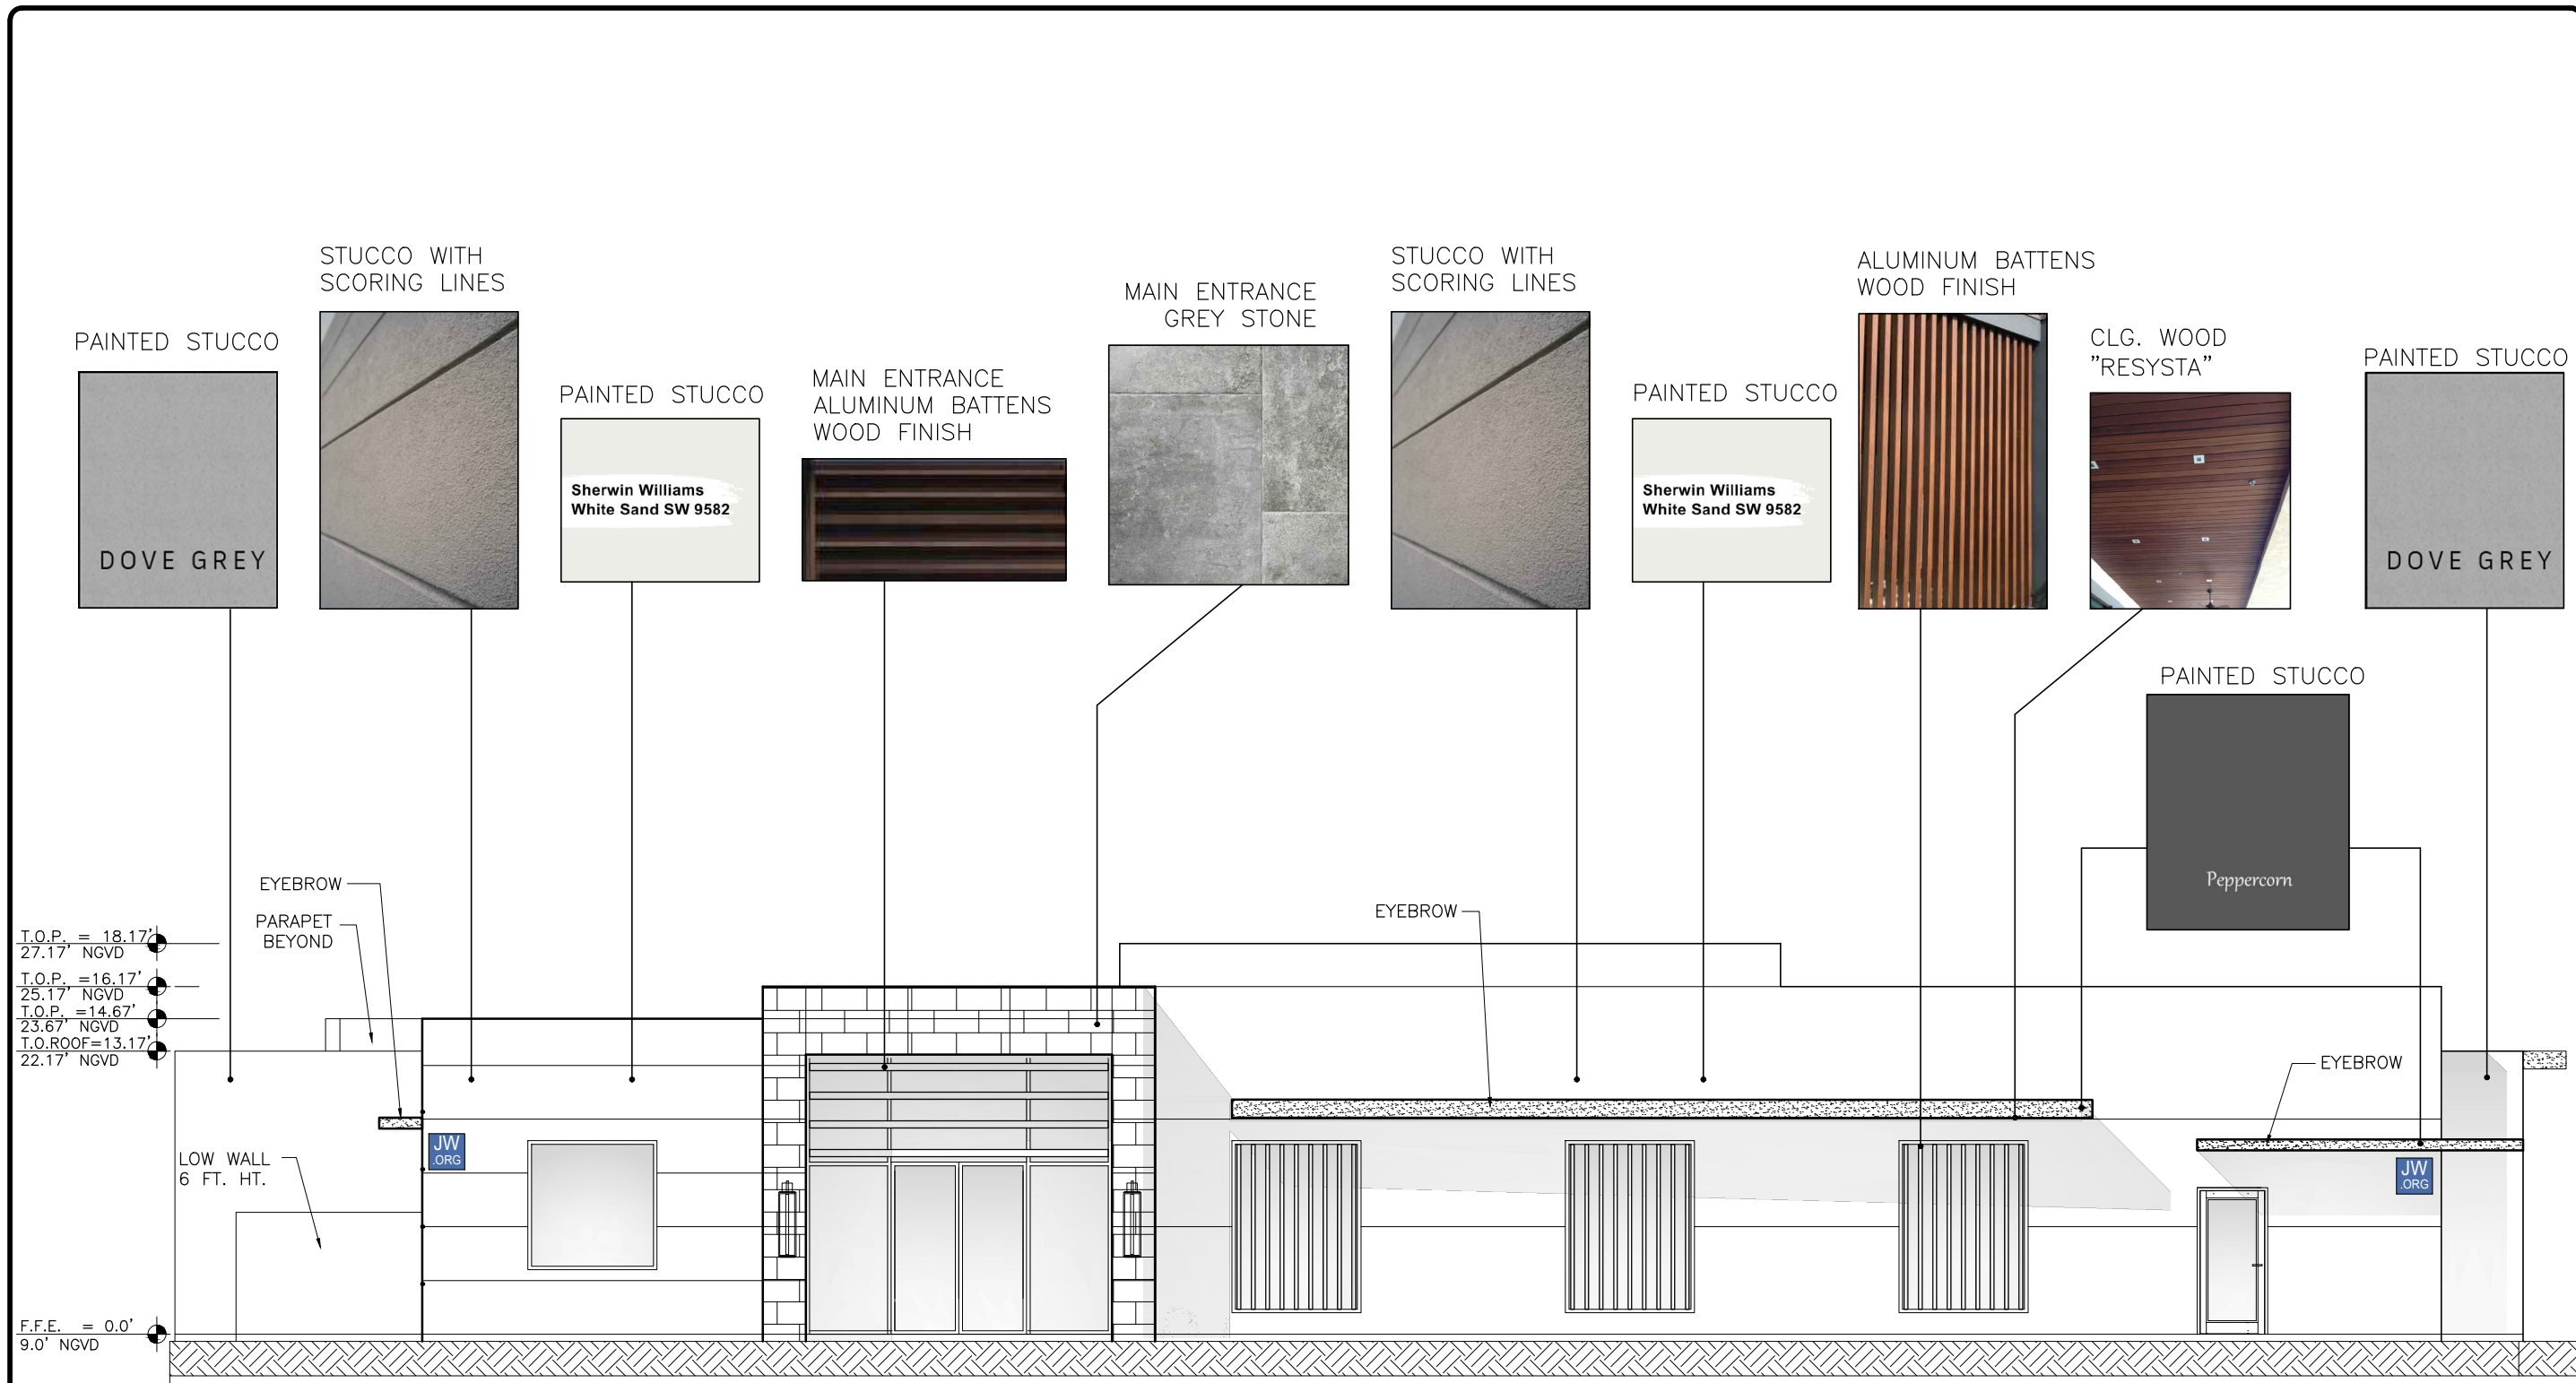 STUCCO WITH
SCORING LINES
STUCCO WITH
SCORING LINES
ALUMINUM BATTENS
WOOD FINISH
MAIN ENTRANCE
GREY STONE
PAINTED STUCCO
CLG. WOOD
"RESYSTA"
PAINTED STUCCO
MAIN ENTRANCE
ALUMINUM BATTENS
WOOD FINISH
PAINTED STUCCO
PAINTED STUCCO
Sherwin Williams
White Sand SW 9582
Sherwin Williams
White Sand SW 9582
DOVE GREY
DOVE GREY
PAINTED STUCCO
Peppercorn
EYEBROW
PARAPET
BEYOND
EYEBROW
T.O.P. = 18.17'
27.17' NGVD
T.O.P. =16.17'
25.17' NGVD
T.O.P. =14.67'
23.67' NGVD
T.O.ROOF=13.17'
22.17' NGVD
EYEBROW
JW
.ORG
LOW WALL
6 FT. HT.
JW
.ORG
F.F.E. = 0.0'
9.0' NGVD